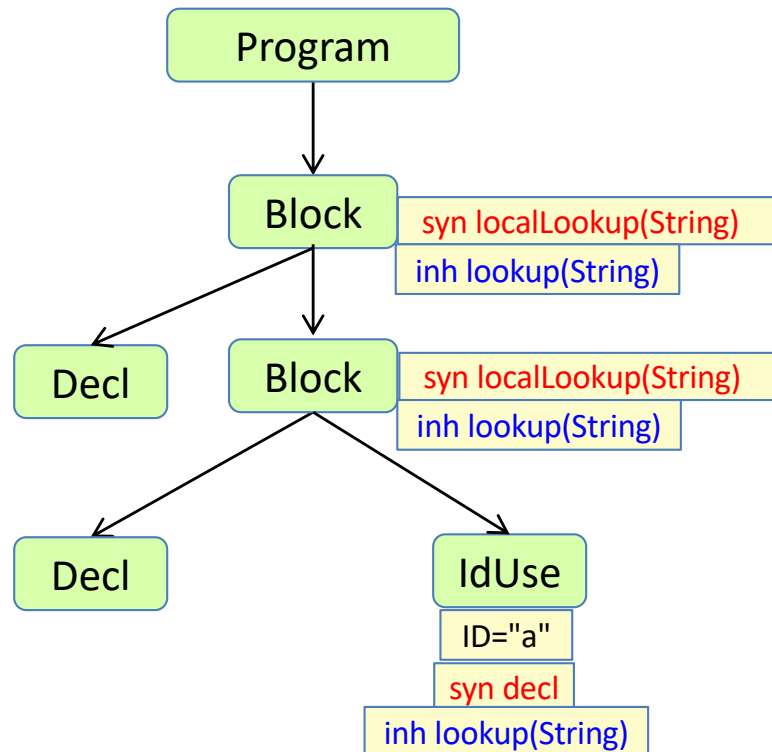 Program
Block
syn localLookup(String)
inh lookup(String)
Decl
Block
syn localLookup(String)
inh lookup(String)
Decl
IdUse
ID="a"
syn decl
inh lookup(String)